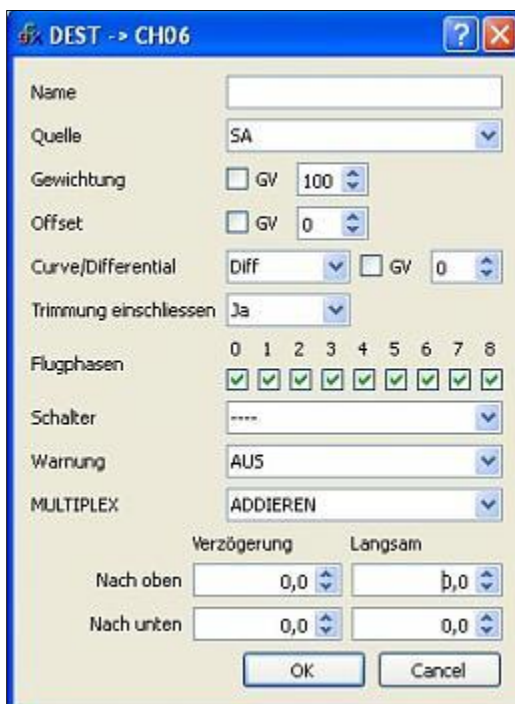 DEST -> CH06
Name
Quelle SA
Gewichtung GV 100
Offset GV 0
Curve/Differential Diff GV 0
Trimmung einschliessen Ja
0 1 2 3 4 5 6 7 8
Flugphasen
Schalter ----
Warnung AUS
MULTIPLEX ADDIEREN
Verzögerung Langsam
Nach oben 0,0 0,0
Nach unten 0,0 0,0
OK Cancel